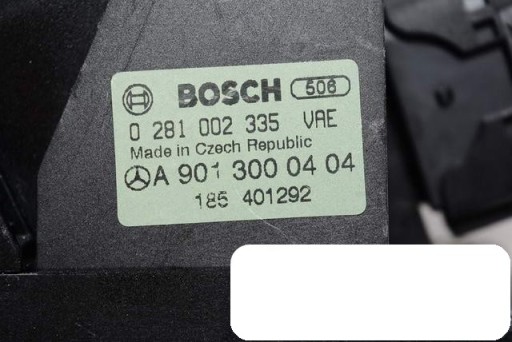 BOSCH 506
0 281 002 335 VAE
Made in Czech Republic
A 901 300 04 04
185 401292